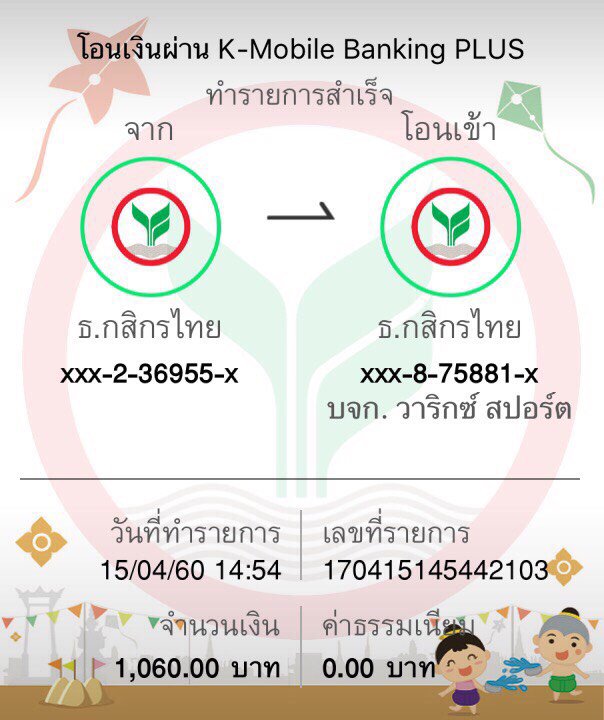 โอนเงินผ่าน K-Mobile Banking PLUS
ทำรายการสำเร็จ
จาก
โอนเข้า
ธ.กสิกรไทย
ธ.กสิกรไทย
xxx-2-36955-x
xxx-8-75881-x
บจก. วาริกซ์ สปอร์ต
วันที่ทำรายการ
เลขที่รายการ
15/04/60 14:54
170415145442103
จำนวนเงิน
ค่าธรรมเนียม
1,060.00 บาท
0.00 บาท